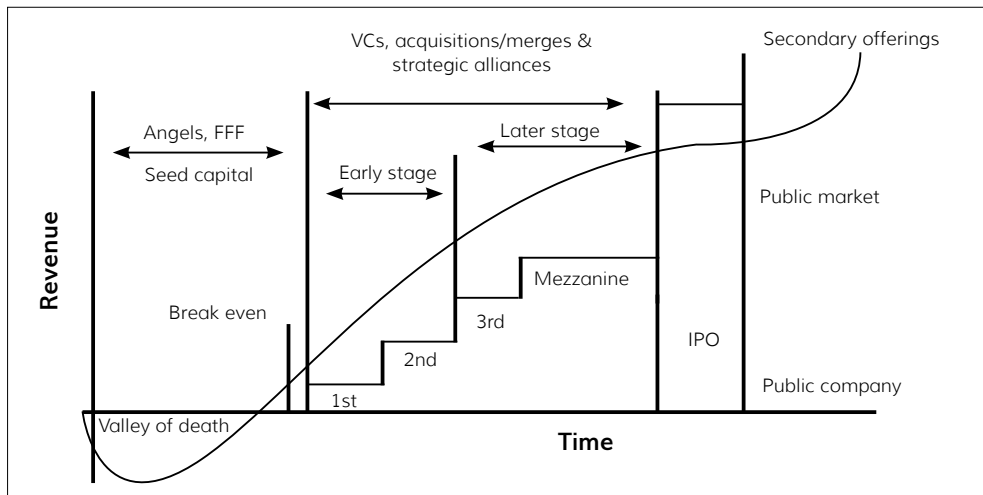 VCs, acquisitions/merges &
strategic alliances
Secondary offerings
Angels, FFF
Seed capital
Later stage
Early stage
Public market
Revenue
Break even
Mezzanine
3rd
2nd
1st
IPO
Public company
Valley of death
Time